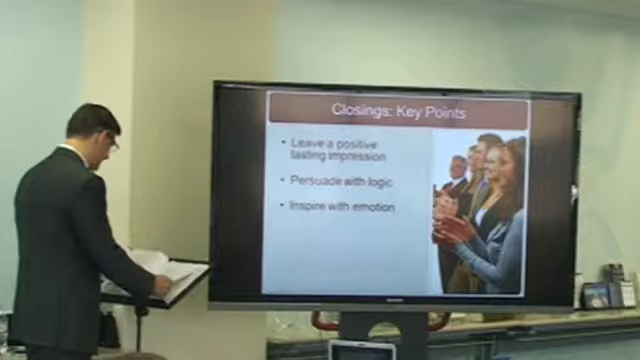 Closings: Key Points
• Leave a positive
lasting impression
• Persuade with logic
• Inspire with emotion